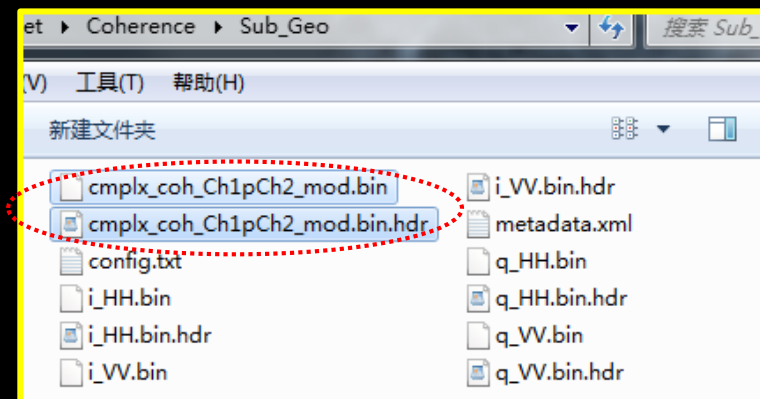 et ▸ Coherence ▸ Sub_Geo 搜索 Sub_
(V) 工具(T) 帮助(H)
新建文件夹
cmplx_coh_Ch1pCh2_mod.bin
cmplx_coh_Ch1pCh2_mod.bin.hdr
config.txt
i_HH.bin
i_HH.bin.hdr
i_VV.bin
i_VV.bin.hdr
metadata.xml
q_HH.bin
q_HH.bin.hdr
q_VV.bin
q_VV.bin.hdr